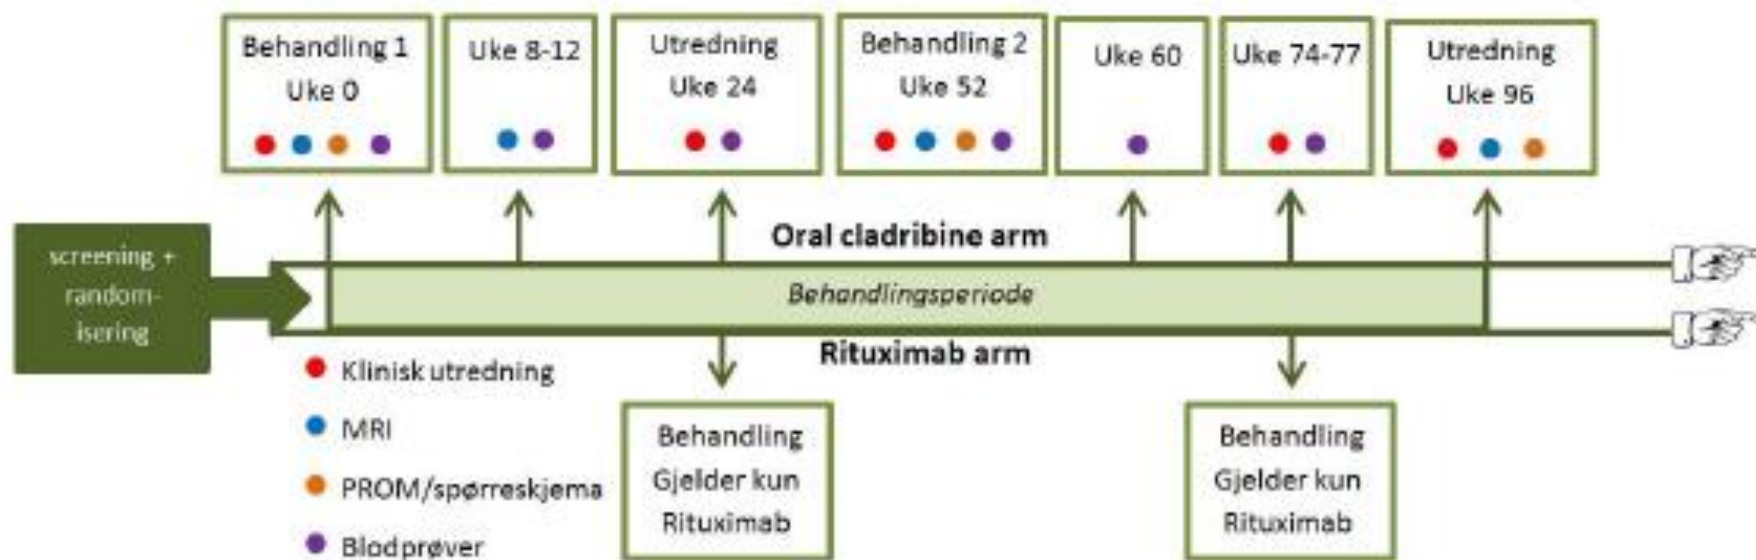 Behandling 1
Uke 0
Uke 8-12
Utredning
Uke 24
Behandling 2
Uke 52
Uke 60
Uke 74-77
Utredning
Uke 96
screening +
random-
isering
Oral cladribine arm
Behandlingsperiode
Rituximab arm
Klinisk utredning
MRI
PROM/spørreskjema
Blodprøver
Behandling
Gjelder kun
Rituximab
Behandling
Gjelder kun
Rituximab